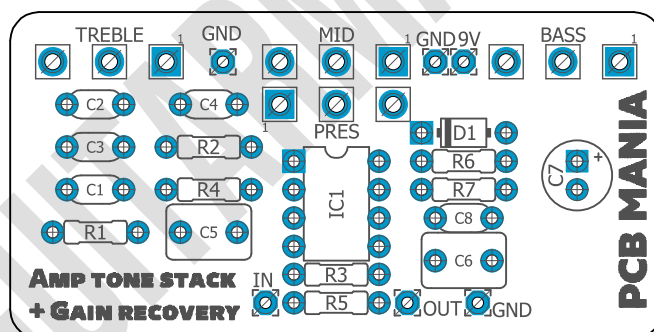 TREBLE
1
GND
MID
1
GND 9V
BASS
1
C2
C4
1
PRES
D1
C3
R2
R6
C1
R4
IC1
R7
C7
+
R1
C5
C8
C6
R3
R5
IN
OUT
GND
AMP TONE STACK
+ GAIN RECOVERY
PCB MANIA